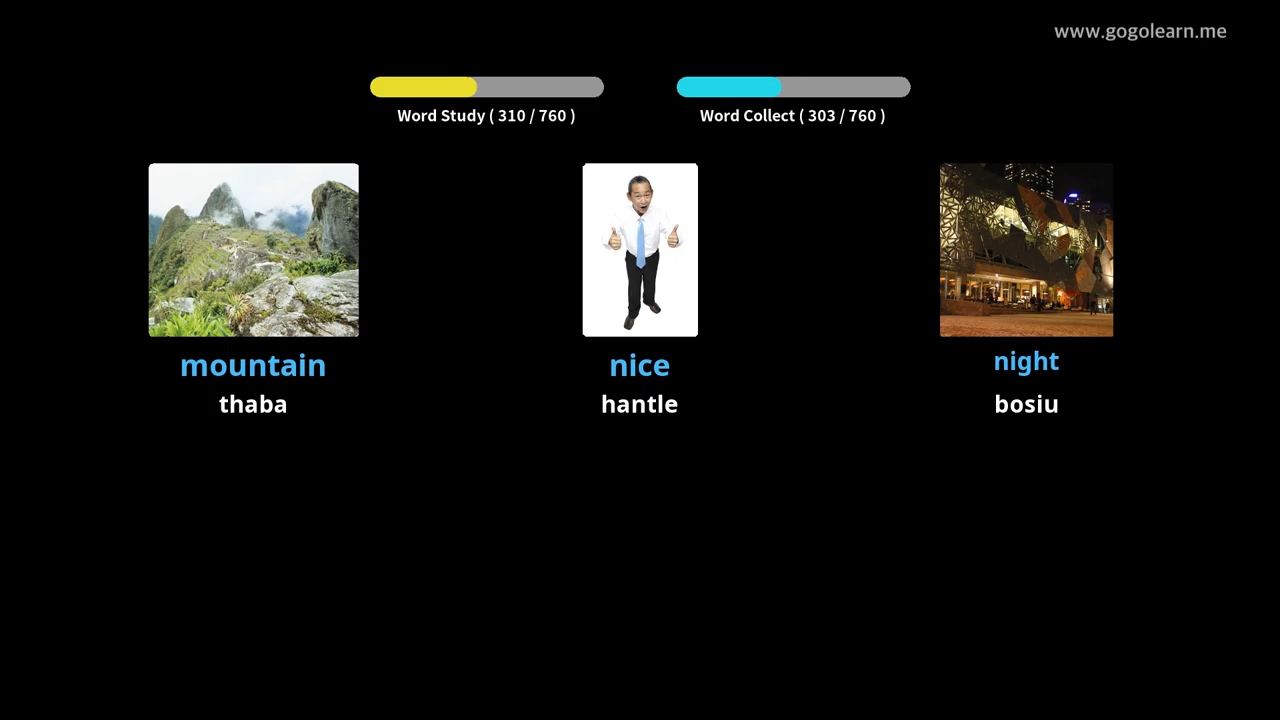 www.gogolearn.me
Word Study ( 310 / 760 )
Word Collect ( 303 / 760 )
mountain
thaba
nice
hantle
night
bosiu